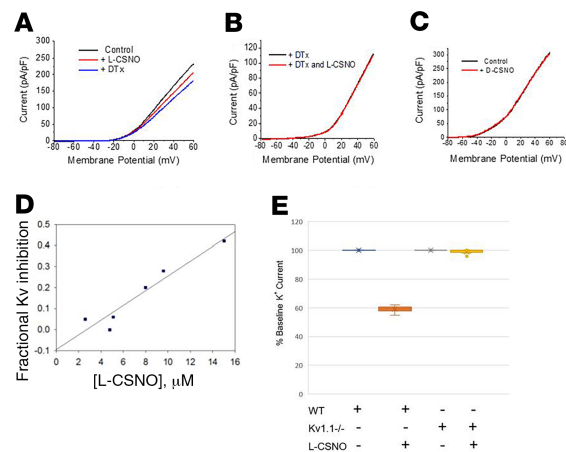 A
Control
+ L-CSNO
+ DTx
Current (pA/pF)
300
250
200
150
100
50
0
-80 -60 -40 -20 0 20 40 60
Membrane Potential (mV)
B
+ DTx
+ DTx and L-CSNO
Current (pA/pF)
120
100
80
60
40
20
0
-80 -60 -40 -20 0 20 40 60
Membrane Potential (mV)
C
Control
+ D-CSNO
Current (pA/pF)
300
250
200
150
100
50
0
-80 -60 -40 -20 0 20 40 60 80
Membrane Potential (mV)
D
Fractional Kv inhibition
0.5
0.4
0.3
0.2
0.1
0.0
-0.1
0 2 4 6 8 10 12 14 16
[L-CSNO], μM
E
% Baseline K+ Current
120
100
80
60
40
20
0
WT + + - -
Kv1.1-/- - - + +
L-CSNO - + - +